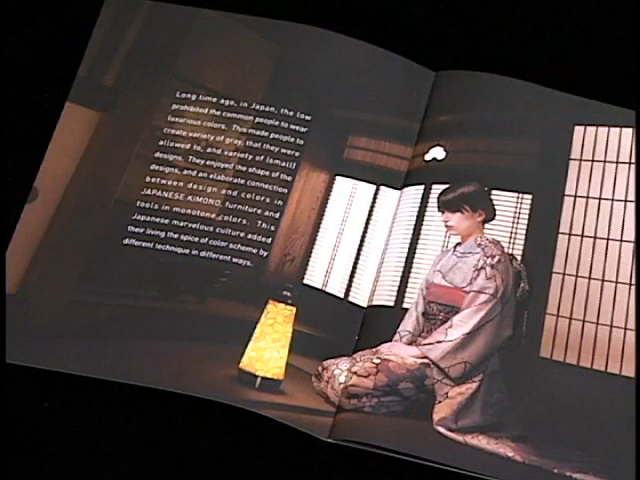 Long time ago, in Japan, the low
prohibited the common people to wear
luxurious colors. This made people to
create variety of gray, that they were
allowed to, and variety of (small)
designs. They enjoyed the shape of the
designs, and an elaborate connection
between design and colors in
JAPANESE KIMONO, furniture and
tools in monotone colors. This
Japanese marvelous culture added
their living the spice of color scheme by
different technique in different ways.